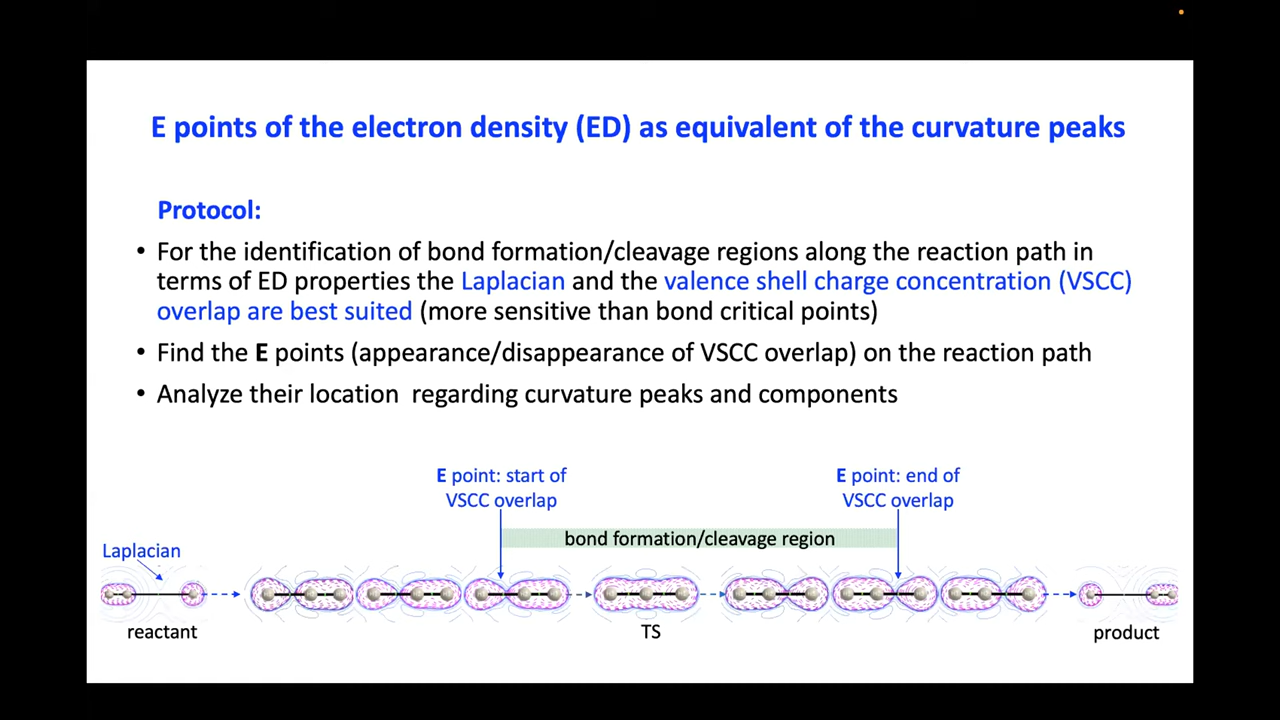 E points of the electron density (ED) as equivalent of the curvature peaks
Protocol:
• For the identification of bond formation/cleavage regions along the reaction path in
terms of ED properties the Laplacian and the valence shell charge concentration (VSCC)
overlap are best suited (more sensitive than bond critical points)
• Find the E points (appearance/disappearance of VSCC overlap) on the reaction path
• Analyze their location regarding curvature peaks and components
E point: start of
VSCC overlap
E point: end of
VSCC overlap
bond formation/cleavage region
Laplacian
reactant
TS
product